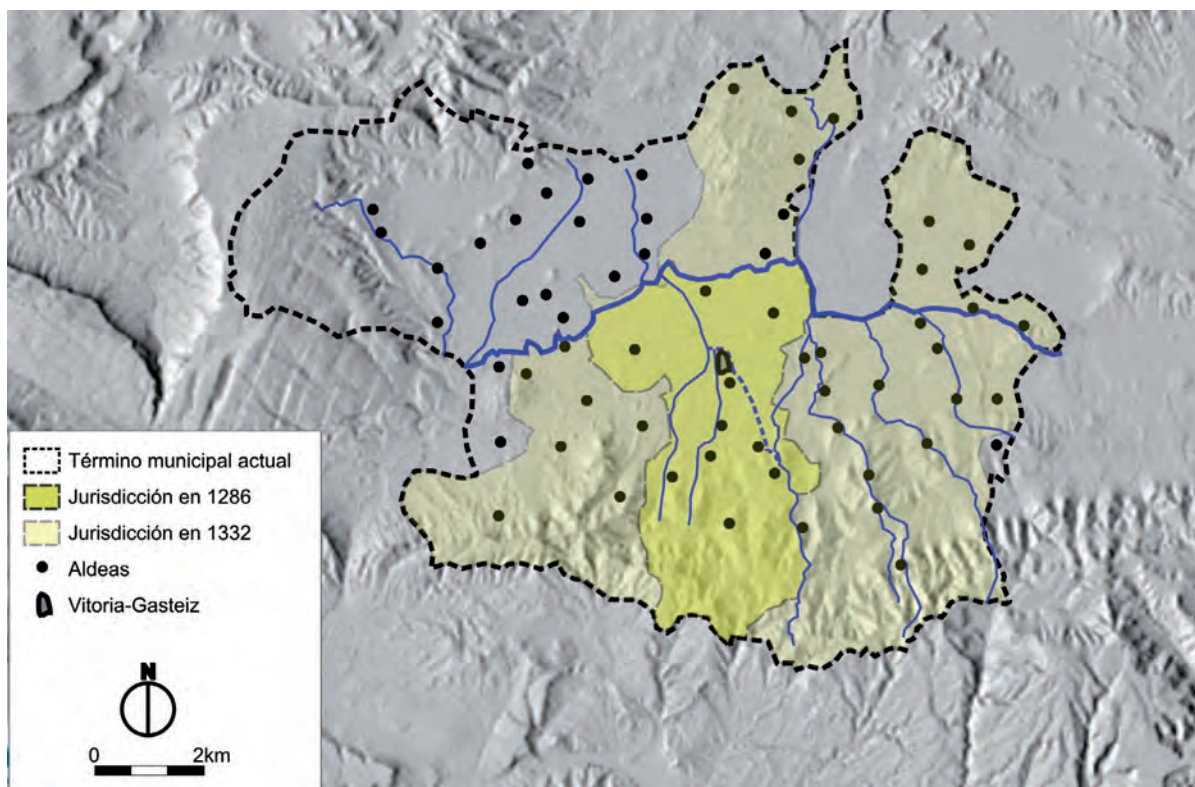 Término municipal actual
Jurisdicción en 1286
Jurisdicción en 1332
Aldeas
Vitoria-Gasteiz
N
0 2km